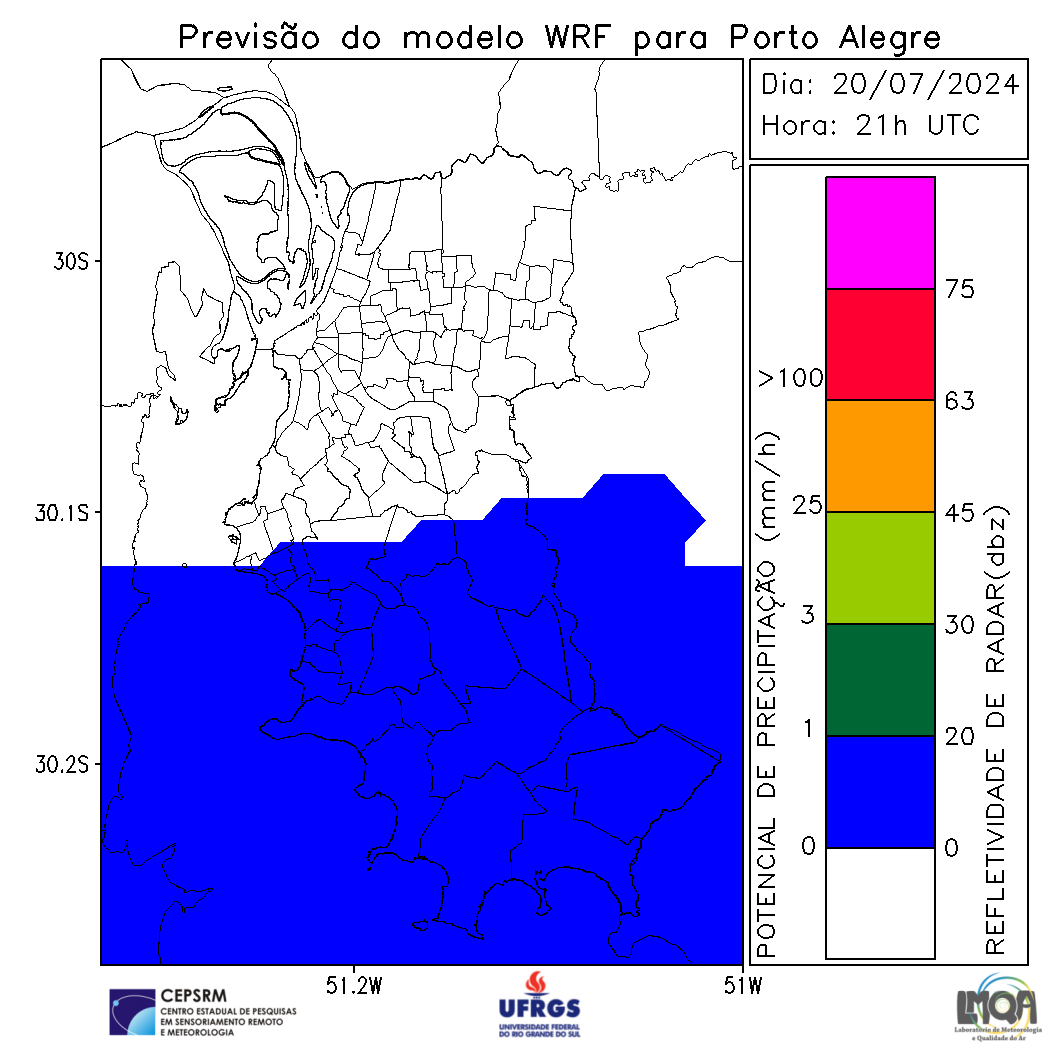 Previsão do modelo WRF para Porto Alegre
Dia: 20/07/2024
Hora: 21h UTC
30S
30.1S
30.2S
51.2W
51W
POTENCIAL DE PRECIPITAÇÃO (mm/h)
>100
25
3
1
0
75
63
45
30
20
0
REFLETIVIDADE DE RADAR(dbz)
CEPSRM
CENTRO ESTADUAL DE PESQUISAS
EM SENSORIAMENTO REMOTO
E METEOROLOGIA
UFRGS
UNIVERSIDADE FEDERAL
DO RIO GRANDE DO SUL
LMQA
Laboratório de Meteorologia
e Qualidade do Ar